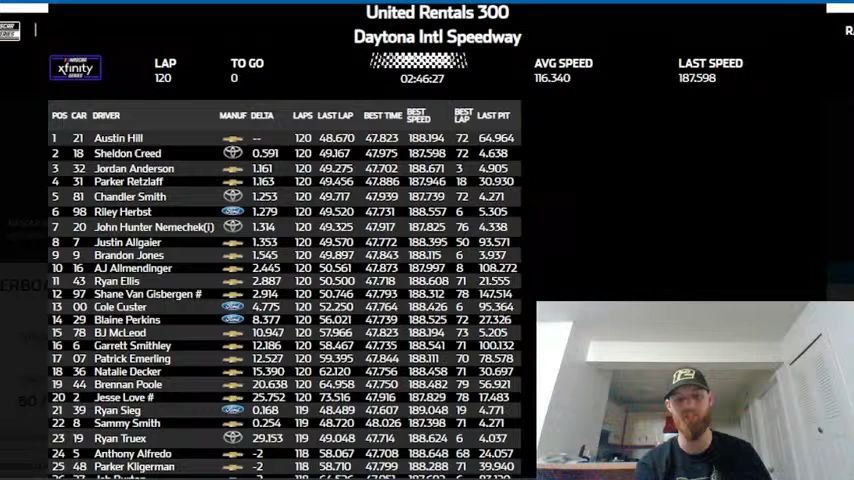 United Rentals 300
Daytona Intl Speedway
NASCAR xfinity SERIES
LAP TO GO AVG SPEED LAST SPEED
120 0 02:46:27 116.340 187.598
POS CAR DRIVER MANUF DELTA LAPS LAST LAP BEST TIME BEST SPEED BEST LAP LAST PIT
1 21 Austin Hill -- 120 48.670 47.823 188.194 72 64.964
2 18 Sheldon Creed 0.591 120 49.167 47.975 187.598 72 4.638
3 32 Jordan Anderson 1.161 120 49.275 47.702 188.671 3 4.905
4 31 Parker Retzlaff 1.163 120 49.456 47.886 187.946 18 30.930
5 81 Chandler Smith 1.253 120 49.717 47.939 187.739 72 4.271
6 98 Riley Herbst Ford 1.279 120 49.520 47.731 188.557 6 5.305
7 20 John Hunter Nemechek(i) 1.314 120 49.325 47.917 187.825 76 4.338
8 7 Justin Allgaier 1.353 120 49.570 47.772 188.395 50 93.571
9 9 Brandon Jones 1.545 120 49.897 47.843 188.115 6 3.937
10 16 AJ Allmendinger 2.445 120 50.561 47.873 187.997 8 108.272
11 43 Ryan Ellis 2.887 120 50.500 47.718 188.608 71 21.555
12 97 Shane Van Gisbergen # 2.914 120 50.746 47.793 188.312 78 147.514
13 00 Cole Custer Ford 4.775 120 52.250 47.764 188.426 6 95.364
14 29 Blaine Perkins Ford 8.377 120 56.021 47.739 188.525 72 27.326
15 78 BJ McLeod 10.947 120 57.966 47.823 188.194 73 5.205
16 6 Garrett Smithley 12.186 120 58.467 47.735 188.541 71 100.132
17 07 Patrick Emerling 12.527 120 59.395 47.844 188.111 70 78.578
18 36 Natalie Decker 15.390 120 62.120 47.756 188.458 71 30.697
19 44 Brennan Poole 20.638 120 64.958 47.750 188.482 79 56.921
20 2 Jesse Love # 25.752 120 73.516 47.916 187.829 78 17.483
21 39 Ryan Sieg Ford 0.168 119 48.489 47.607 189.048 19 4.771
22 8 Sammy Smith 0.254 119 48.720 48.026 187.398 71 4.271
23 19 Ryan Truex 29.153 119 49.048 47.714 188.624 6 4.037
24 5 Anthony Alfredo -2 118 58.067 47.708 188.648 68 24.057
25 48 Parker Kligerman -2 118 58.710 47.799 188.288 71 39.940